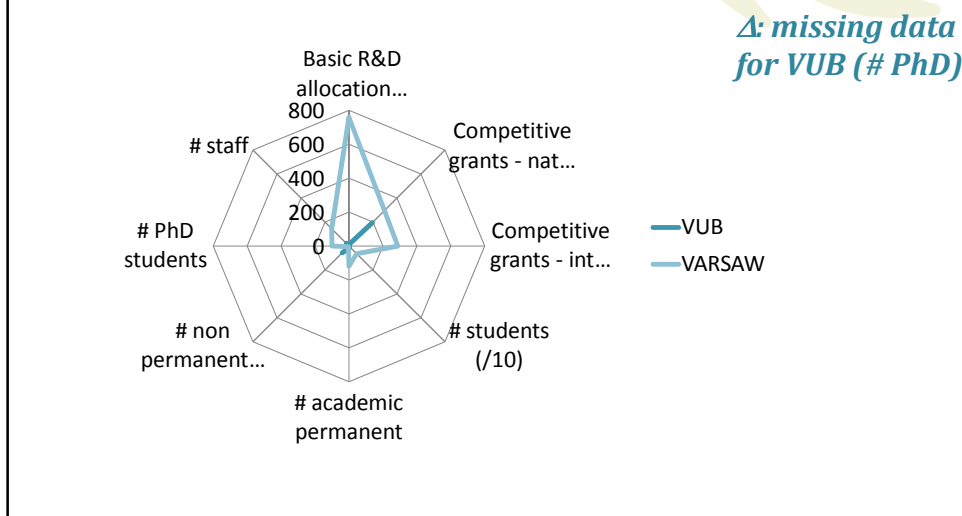 Δ: missing data
for VUB (# PhD)
Basic R&D
allocation…
800
600
400
200
0
Competitive
grants - nat…
Competitive
grants - int…
# students
(/10)
# academic
permanent
# non
permanent…
# PhD
students
# staff
VUB
VARSAW